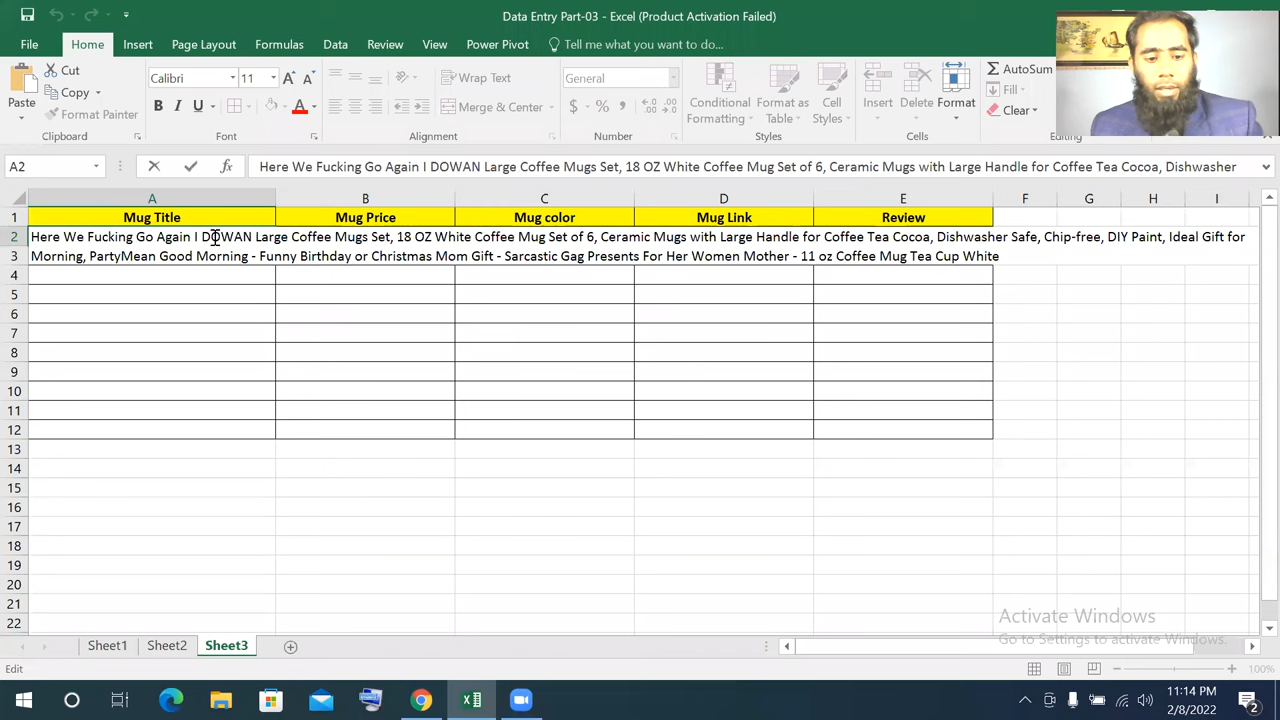 Data Entry Part-03 - Excel (Product Activation Failed)
File Home Insert Page Layout Formulas Data Review View Power Pivot Tell me what you want to do...
Cut
Copy
Format Painter
Paste
Clipboard
Calibri 11
B I U
Font
Wrap Text
Merge & Center
Alignment
General
$ % ,
Number
Conditional Formatting
Format as Table
Cell Styles
Styles
Insert Delete Format
Cells
AutoSum
Fill
Clear
Editing
A2 fx Here We Fucking Go Again I DOWAN Large Coffee Mugs Set, 18 OZ White Coffee Mug Set of 6, Ceramic Mugs with Large Handle for Coffee Tea Cocoa, Dishwasher
A B C D E F G H I
1 Mug Title Mug Price Mug color Mug Link Review
2 Here We Fucking Go Again I DOWAN Large Coffee Mugs Set, 18 OZ White Coffee Mug Set of 6, Ceramic Mugs with Large Handle for Coffee Tea Cocoa, Dishwasher Safe, Chip-free, DIY Paint, Ideal Gift for
3 Morning, PartyMean Good Morning - Funny Birthday or Christmas Mom Gift - Sarcastic Gag Presents For Her Women Mother - 11 oz Coffee Mug Tea Cup White
4
5
6
7
8
9
10
11
12
13
14
15
16
17
18
19
20
21
22
Activate Windows
Go to Settings to activate Windows.
Sheet1 Sheet2 Sheet3
Edit
100%
11:14 PM
2/8/2022
2